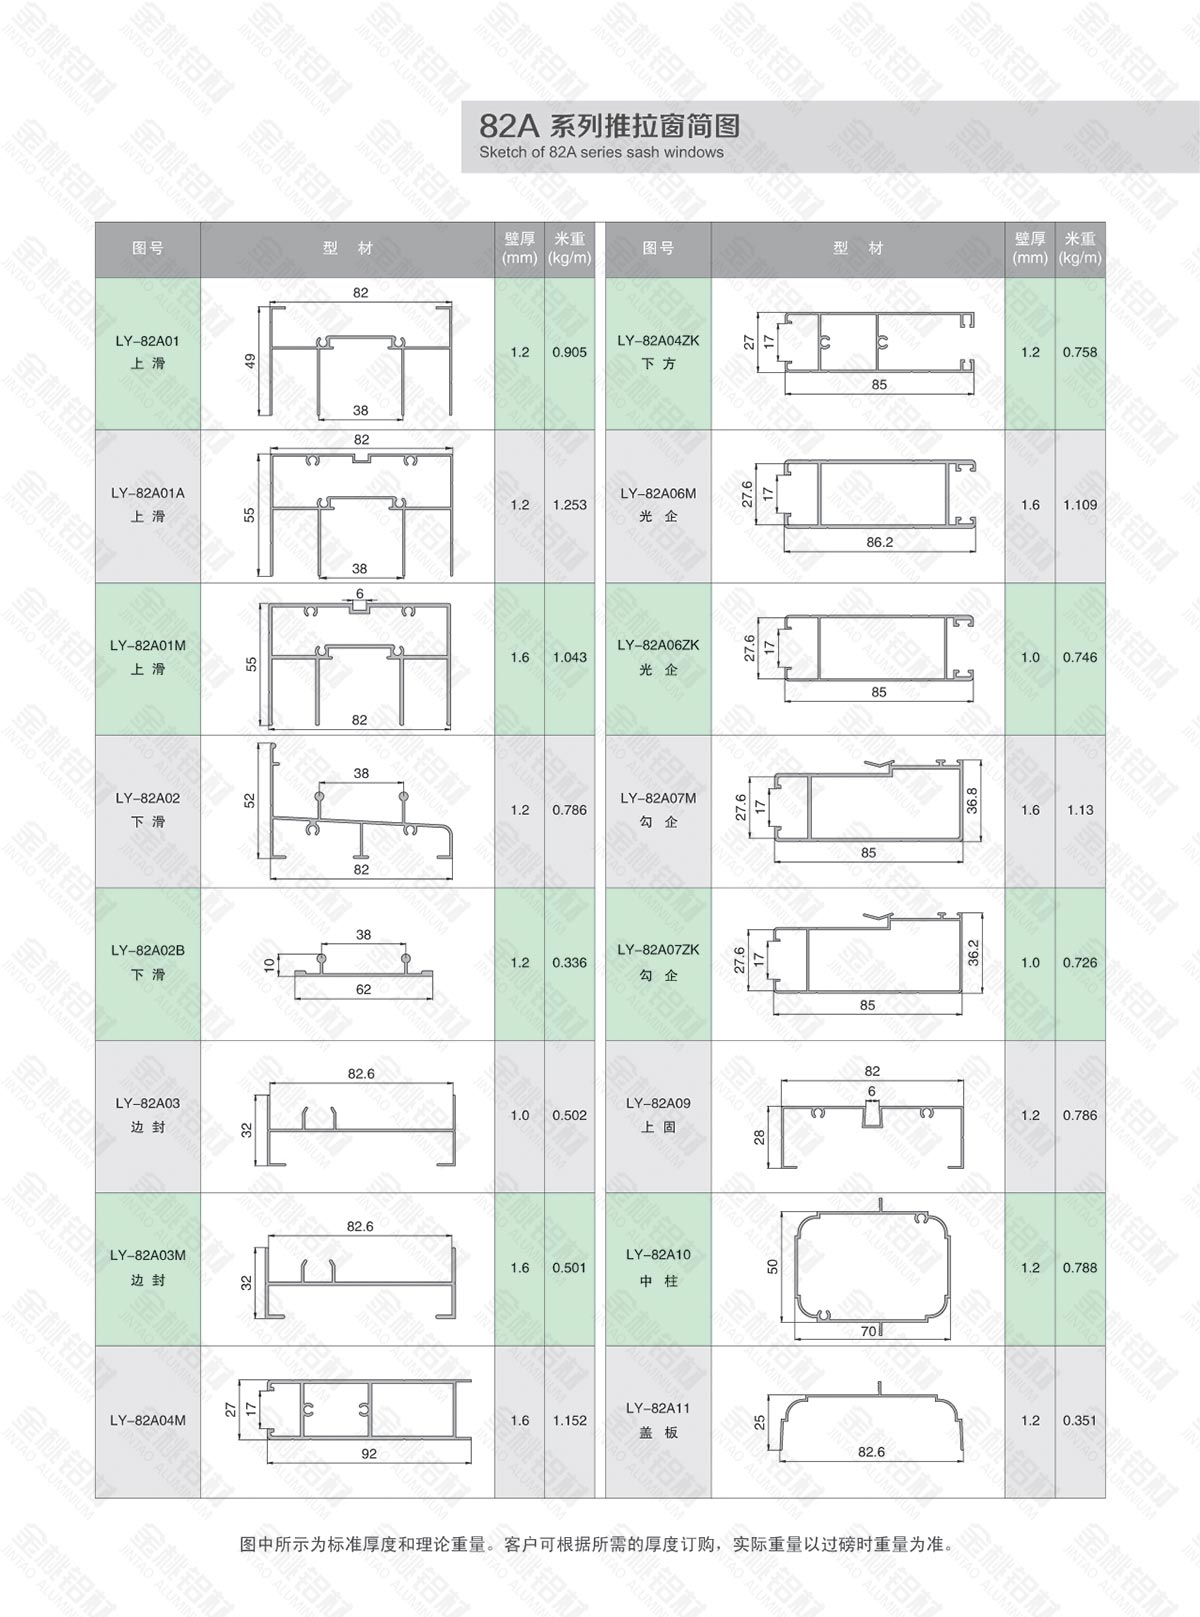 82A 系列推拉窗简图
Sketch of 82A series sash windows
图号 型 材 壁厚(mm) 米重(kg/m) 图号 型 材 壁厚(mm) 米重(kg/m)
LY-82A01
上 滑
82
49
38
1.2 0.905
LY-82A04ZK
下 方
27
17
85
1.2 0.758
LY-82A01A
上 滑
82
55
38
1.2 1.253
LY-82A06M
光 企
27.6
17
86.2
1.6 1.109
LY-82A01M
上 滑
6
55
82
1.6 1.043
LY-82A06ZK
光 企
27.6
17
85
1.0 0.746
LY-82A02
下 滑
52
38
82
1.2 0.786
LY-82A07M
勾 企
27.6
17
36.8
85
1.6 1.13
LY-82A02B
下 滑
38
10
62
1.2 0.336
LY-82A07ZK
勾 企
27.6
17
36.2
85
1.0 0.726
LY-82A03
边 封
82.6
32
1.0 0.502
LY-82A09
上 固
82
6
28
1.2 0.786
LY-82A03M
边 封
82.6
32
1.6 0.501
LY-82A10
中 柱
50
70
1.2 0.788
LY-82A04M
27
17
92
1.6 1.152
LY-82A11
盖 板
25
82.6
1.2 0.351
图中所示为标准厚度和理论重量。客户可根据所需的厚度订购，实际重量以过磅时重量为准。
金桃铝材
JINTAO ALUMINIUM